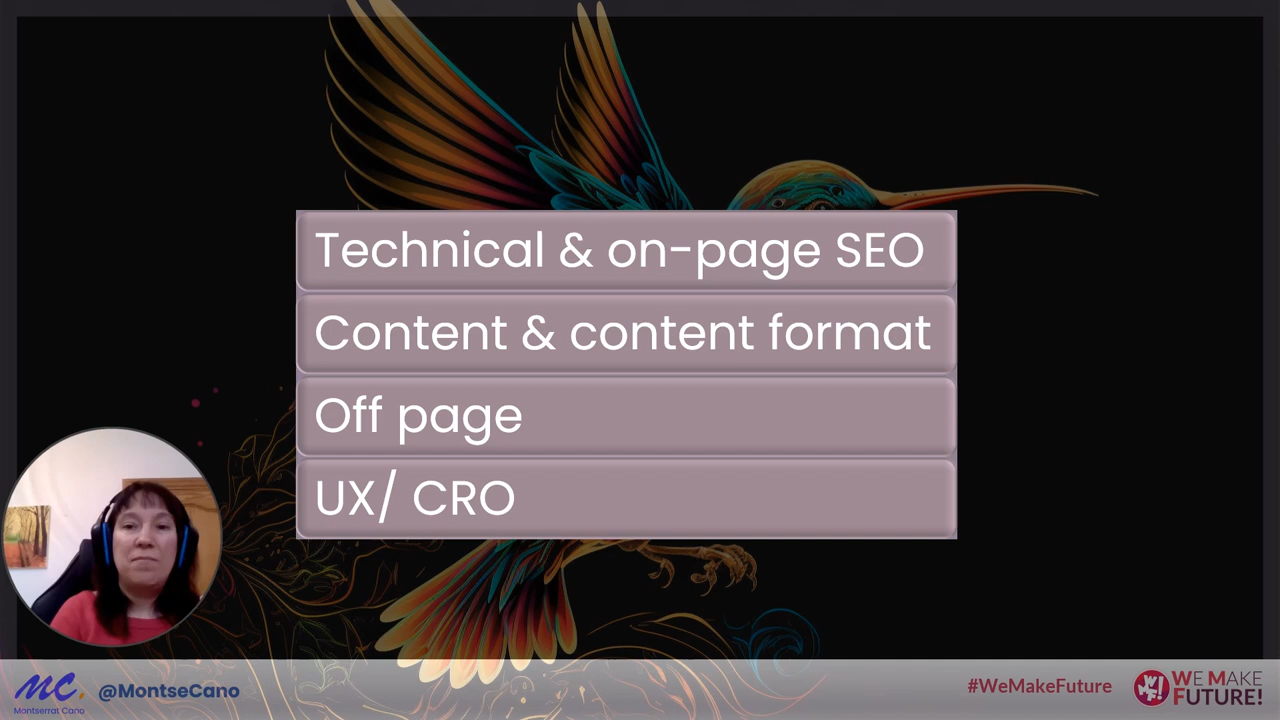 Technical & on-page SEO
Content & content format
Off page
UX/ CRO
MC.
Montserrat Cano
@MontseCano
#WeMakeFuture
WE MAKE
FUTURE!